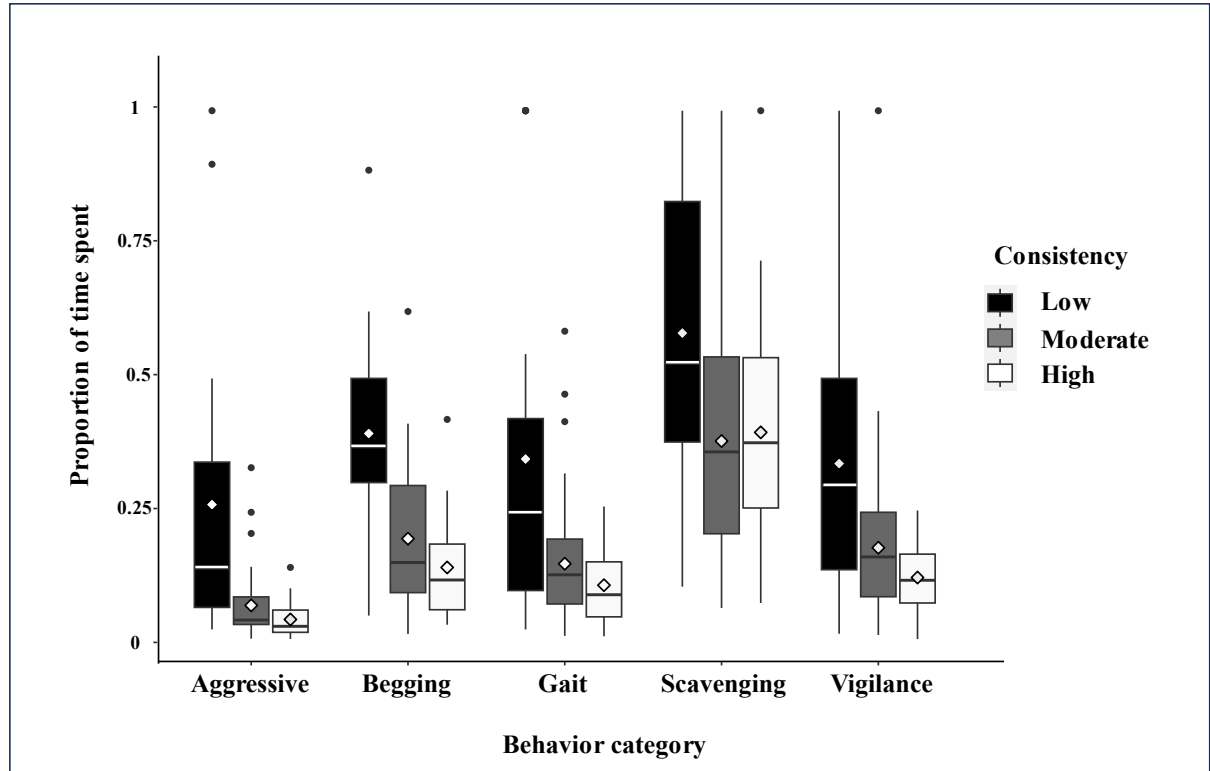 1
0.75
0.5
0.25
0
Proportion of time spent
Aggressive
Begging
Gait
Scavenging
Vigilance
Behavior category
Consistency
Low
Moderate
High